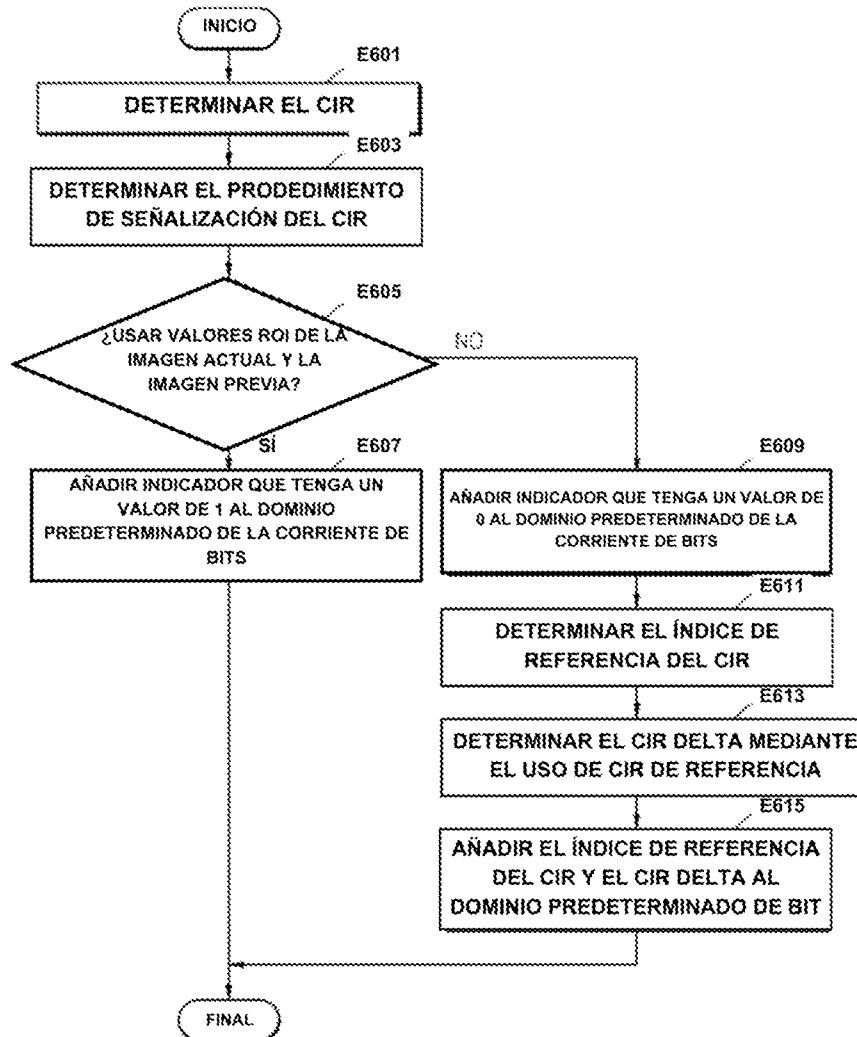 INICIO
E601
DETERMINAR EL CIR
E603
DETERMINAR EL PRODEDIMIENTO
DE SEÑALIZACIÓN DEL CIR
E605
¿USAR VALORES ROI DE LA
IMAGEN ACTUAL Y LA
IMAGEN PREVIA?
NO
SÍ
E607
AÑADIR INDICADOR QUE TENGA UN
VALOR DE 1 AL DOMINIO
PREDETERMINADO DE LA CORRIENTE DE
BITS
E609
AÑADIR INDICADOR QUE TENGA UN VALOR DE
0 AL DOMINIO PREDETERMINADO DE LA
CORRIENTE DE BITS
E611
DETERMINAR EL ÍNDICE DE
REFERENCIA DEL CIR
E613
DETERMINAR EL CIR DELTA MEDIANTE
EL USO DE CIR DE REFERENCIA
E615
AÑADIR EL ÍNDICE DE REFERENCIA
DEL CIR Y EL CIR DELTA AL
DOMINIO PREDETERMINADO DE BIT
FINAL